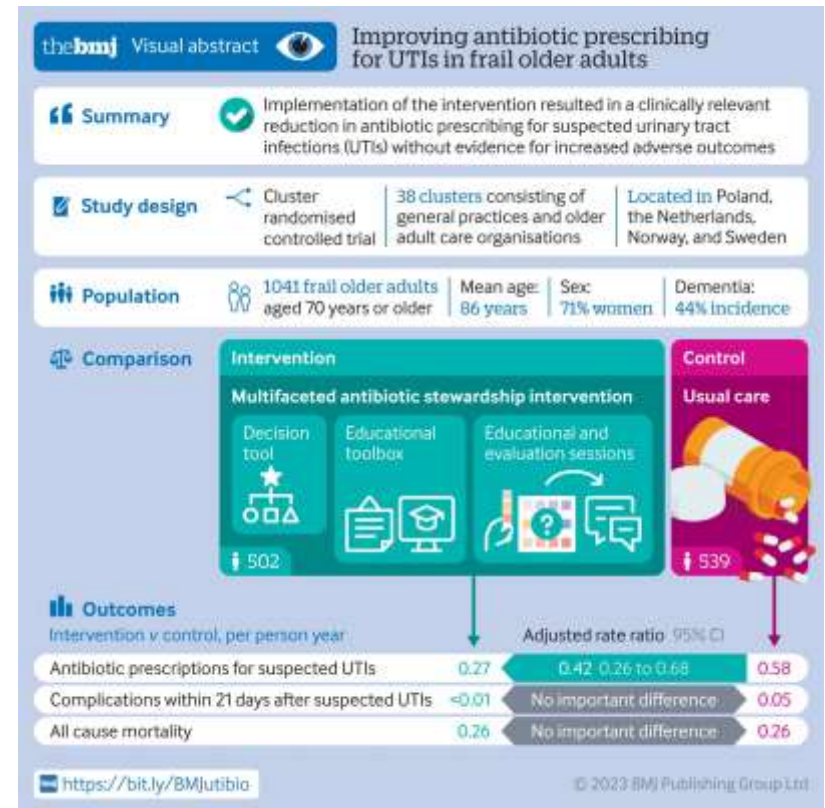 thebmj Visual abstract
Improving antibiotic prescribing
for UTIs in frail older adults
Summary
Implementation of the intervention resulted in a clinically relevant
reduction in antibiotic prescribing for suspected urinary tract
infections (UTIs) without evidence for increased adverse outcomes
Study design
Cluster
randomised
controlled trial
38 clusters consisting of
general practices and older
adult care organisations
Located in Poland,
the Netherlands,
Norway, and Sweden
Population
1041 frail older adults
aged 70 years or older
Mean age:
86 years
Sex:
71% women
Dementia:
44% incidence
Comparison
Intervention
Multifaceted antibiotic stewardship intervention
Decision
tool
Educational
toolbox
Educational and
evaluation sessions
?
502
Control
Usual care
539
Outcomes
Intervention v control, per person year
Adjusted rate ratio 95% CI
Antibiotic prescriptions for suspected UTIs 0.27 0.42 0.26 to 0.68 0.58
Complications within 21 days after suspected UTIs <0.01 No important difference 0.05
All cause mortality 0.26 No important difference 0.26
https://bit.ly/BMJutibio
© 2023 BMJ Publishing Group Ltd